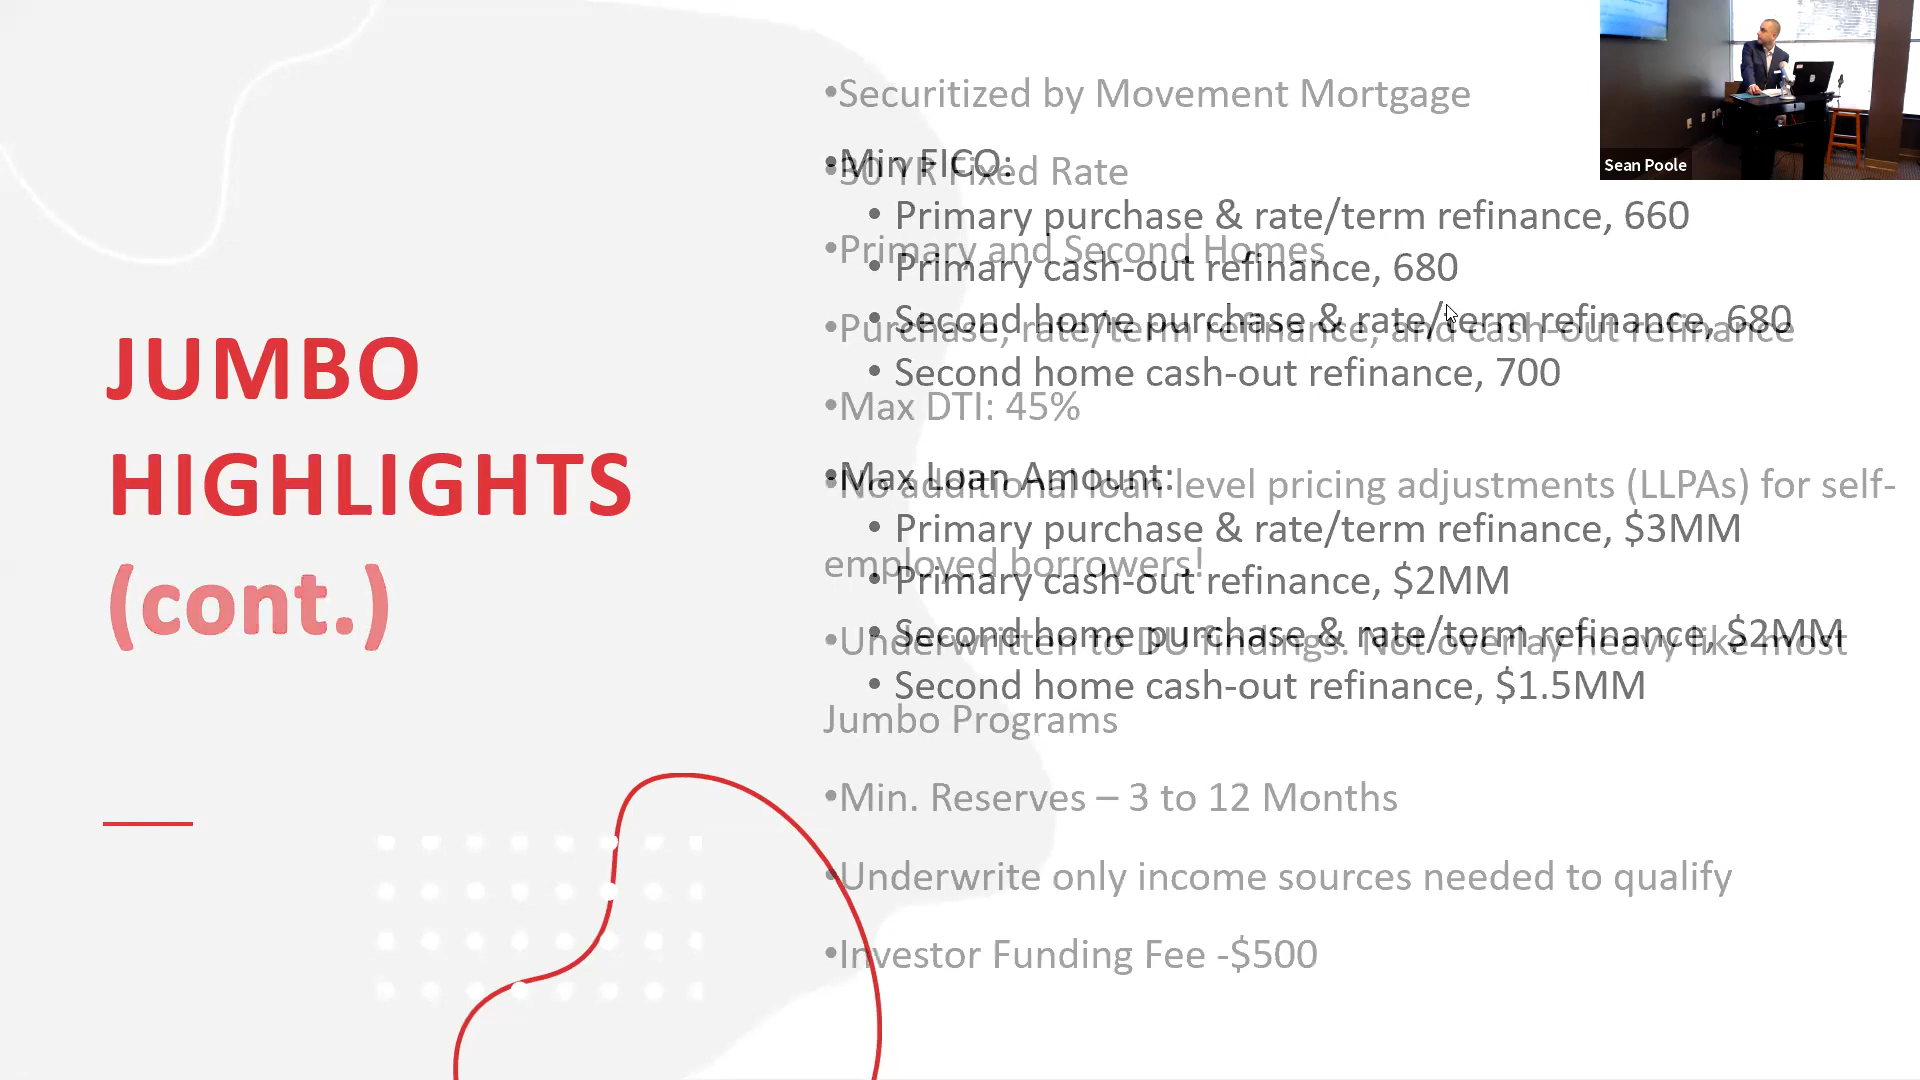 JUMBO
HIGHLIGHTS
(cont.)
•Securitized by Movement Mortgage
•30 YR Fixed Rate
•Primary and Second Homes
•Purchase, rate/term refinance, and cash-out refinance
•Max DTI: 45%
•No additional loan-level pricing adjustments (LLPAs) for self-
employed borrowers!
•Underwritten to DU findings. Not overlay heavy like most
Jumbo Programs
•Min. Reserves – 3 to 12 Months
•Underwrite only income sources needed to qualify
•Investor Funding Fee -$500
•Min FICO:
• Primary purchase & rate/term refinance, 660
• Primary cash-out refinance, 680
• Second home purchase & rate/term refinance, 680
• Second home cash-out refinance, 700
•Max Loan Amount:
• Primary purchase & rate/term refinance, $3MM
• Primary cash-out refinance, $2MM
• Second home purchase & rate/term refinance, $2MM
• Second home cash-out refinance, $1.5MM
Sean Poole